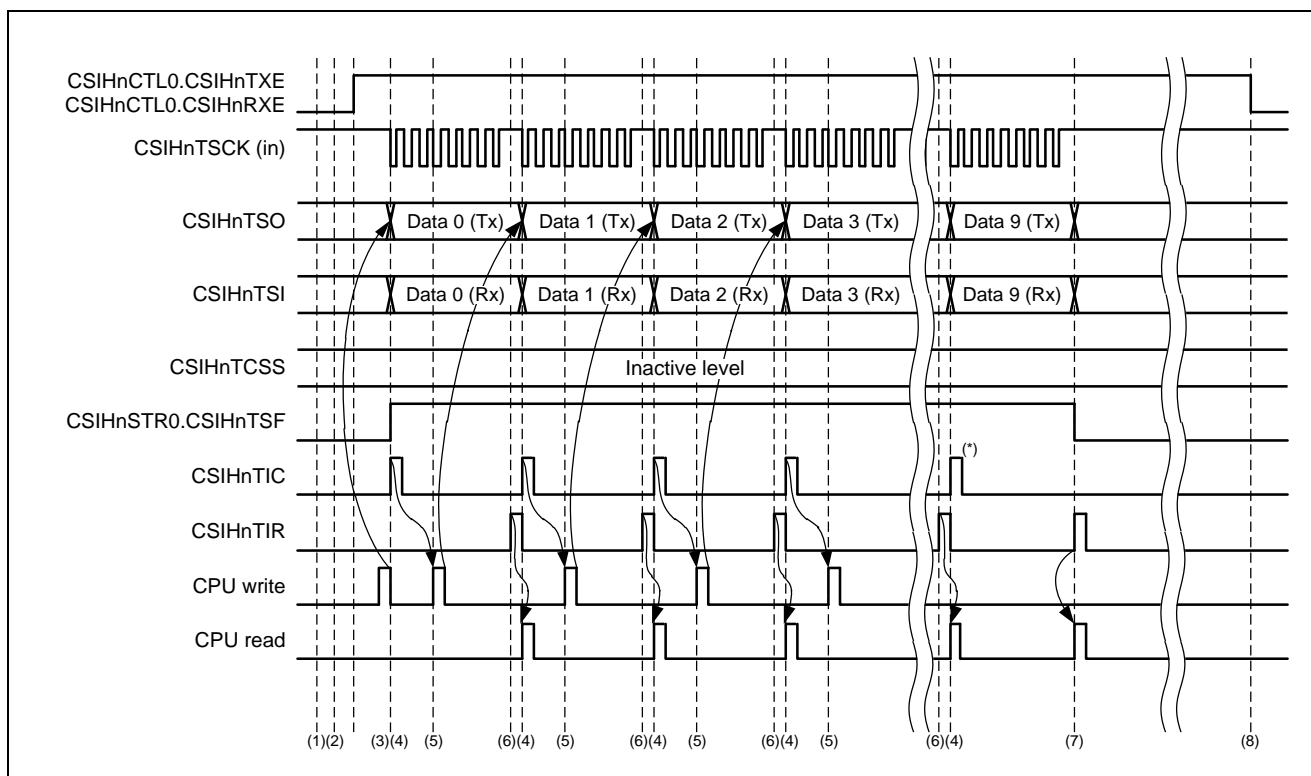 CSIHnCTL0.CSIHnTXE
CSIHnCTL0.CSIHnRXE
CSIHnTSCK (in)
CSIHnTSO
Data 0 (Tx) Data 1 (Tx) Data 2 (Tx) Data 3 (Tx) Data 9 (Tx)
CSIHnTSI
Data 0 (Rx) Data 1 (Rx) Data 2 (Rx) Data 3 (Rx) Data 9 (Rx)
CSIHnTCSS
Inactive level
CSIHnSTR0.CSIHnTSF
CSIHnTIC
(*)
CSIHnTIR
CPU write
CPU read
(1)(2) (3)(4) (5) (6)(4) (5) (6)(4) (5) (6)(4) (5) (6)(4) (7) (8)